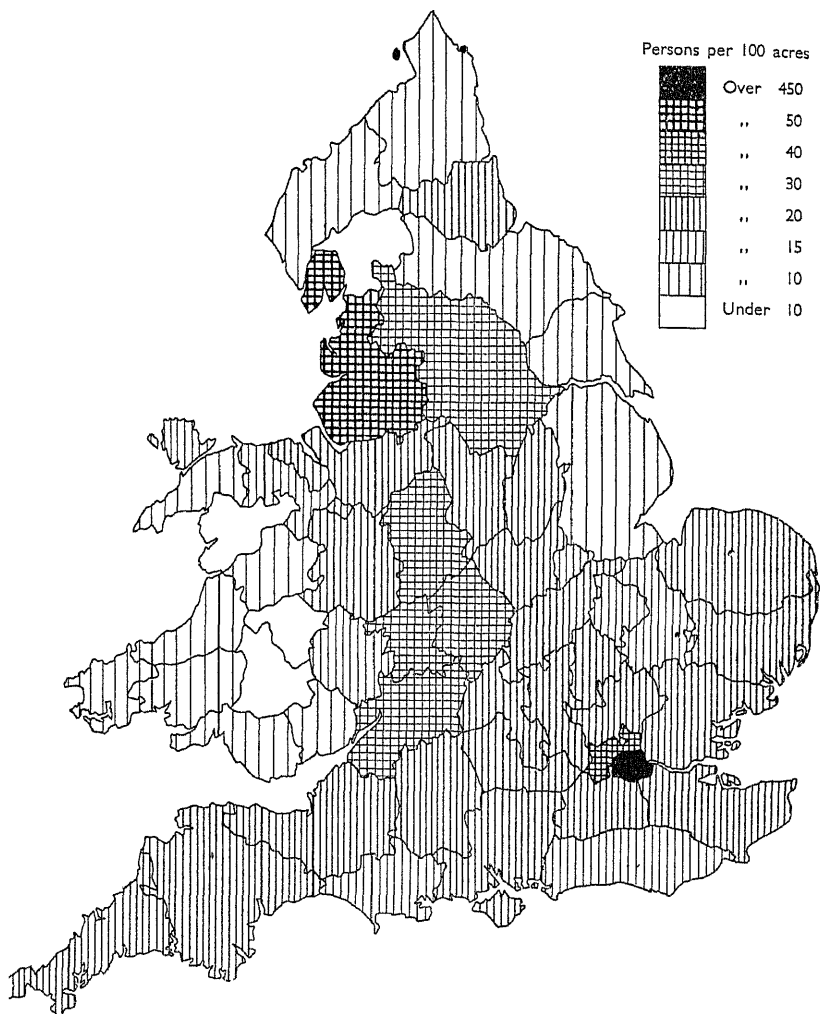 Persons per 100 acres
Over 450
,, 50
,, 40
,, 30
,, 20
,, 15
,, 10
Under 10